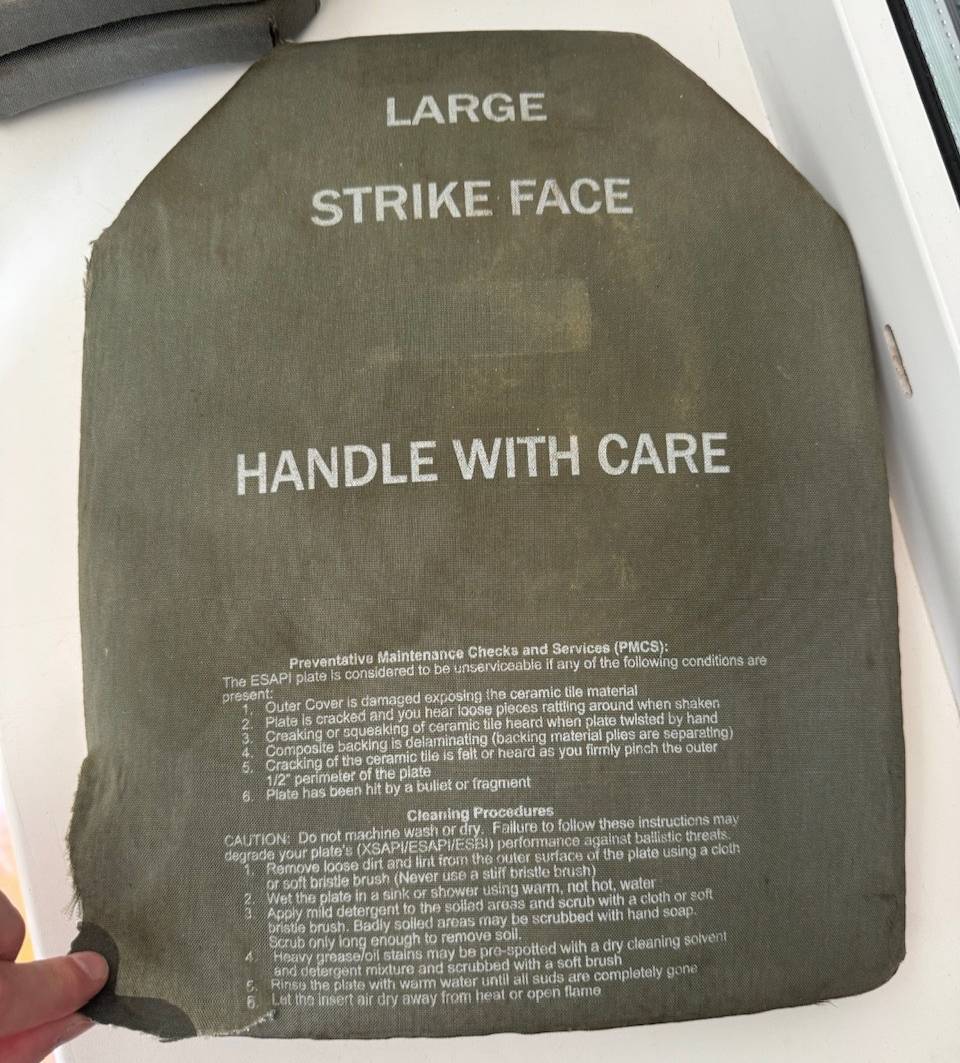 LARGE
STRIKE FACE
HANDLE WITH CARE
Preventative Maintenance Checks and Services (PMCS):
The ESAPI plate is considered to be unserviceable if any of the following conditions are
present:
1. Outer Cover is damaged exposing the ceramic tile material
2. Plate is cracked and you hear loose pieces rattling around when shaken
3. Creaking or squeaking of ceramic tile heard when plate twisted by hand
4. Composite backing is delaminating (backing material plies are separating)
5. Cracking of the ceramic tile is felt or heard as you firmly pinch the outer
1/2" perimeter of the plate
6. Plate has been hit by a bullet or fragment
Cleaning Procedures
CAUTION: Do not machine wash or dry. Failure to follow these instructions may
degrade your plate's (XSAPI/ESAPI/ESBI) performance against ballistic threats.
1. Remove loose dirt and lint from the outer surface of the plate using a cloth
or soft bristle brush (Never use a stiff bristle brush)
2. Wet the plate in a sink or shower using warm, not hot, water
3. Apply mild detergent to the soiled areas and scrub with a cloth or soft
bristle brush. Badly soiled areas may be scrubbed with hand soap.
Scrub only long enough to remove soil.
4. Heavy grease/oil stains may be pre-spotted with a dry cleaning solvent
and detergent mixture and scrubbed with a soft brush
5. Rinse the plate with warm water until all suds are completely gone
6. Let the insert air dry away from heat or open flame